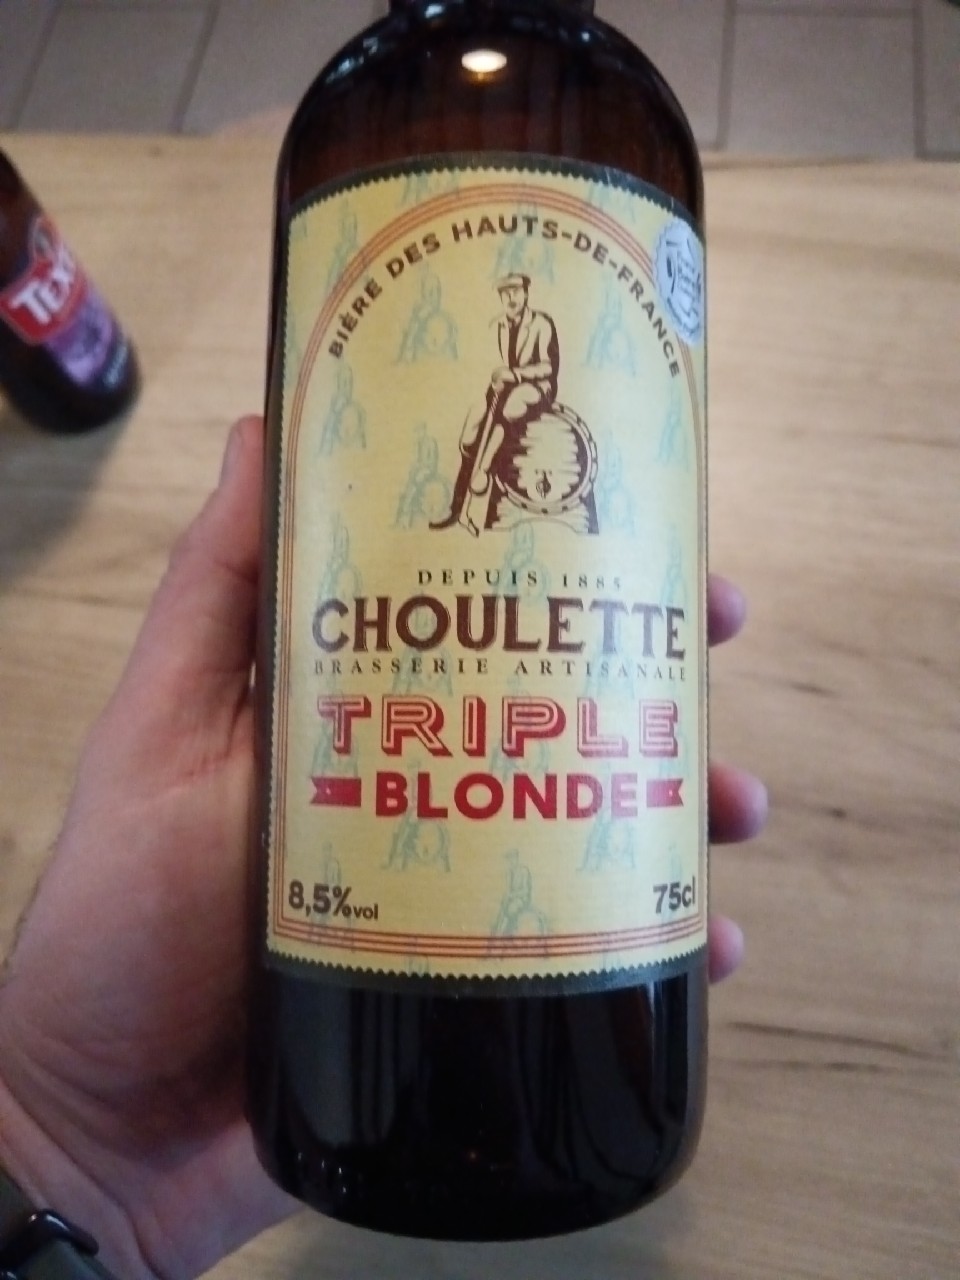 BIÈRE DES HAUTS-DE-FRANCE
DEPUIS 1885
CHOULETTE
BRASSERIE ARTISANALE
TRIPLE
BLONDE
8,5%vol
75cl